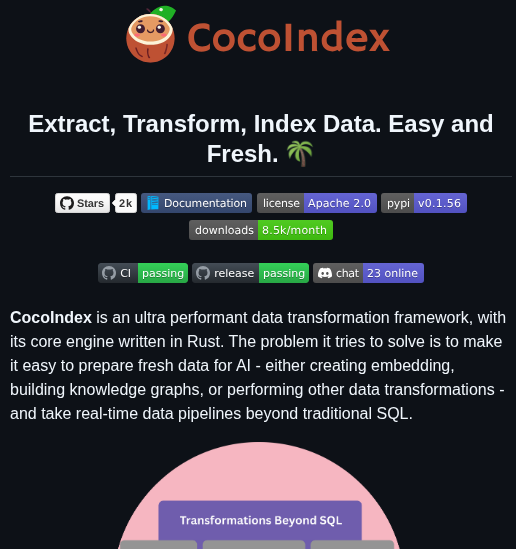 CocoIndex
Extract, Transform, Index Data. Easy and
Fresh. 🌴
Stars 2k Documentation license Apache 2.0 pypi v0.1.56
downloads 8.5k/month
CI passing release passing chat 23 online
CocoIndex is an ultra performant data transformation framework, with
its core engine written in Rust. The problem it tries to solve is to make
it easy to prepare fresh data for AI - either creating embedding,
building knowledge graphs, or performing other data transformations -
and take real-time data pipelines beyond traditional SQL.
Transformations Beyond SQL